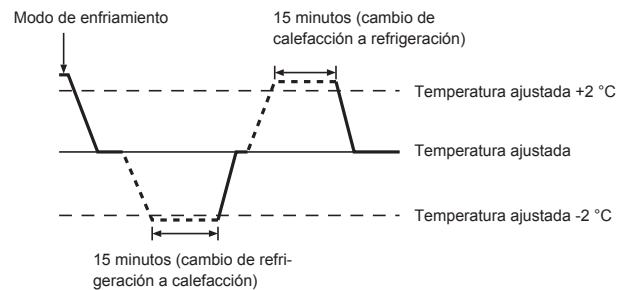 Modo de enfriamiento
15 minutos (cambio de
calefacción a refrigeración)
Temperatura ajustada +2 °C
Temperatura ajustada
Temperatura ajustada -2 °C
15 minutos (cambio de refri-
geración a calefacción)